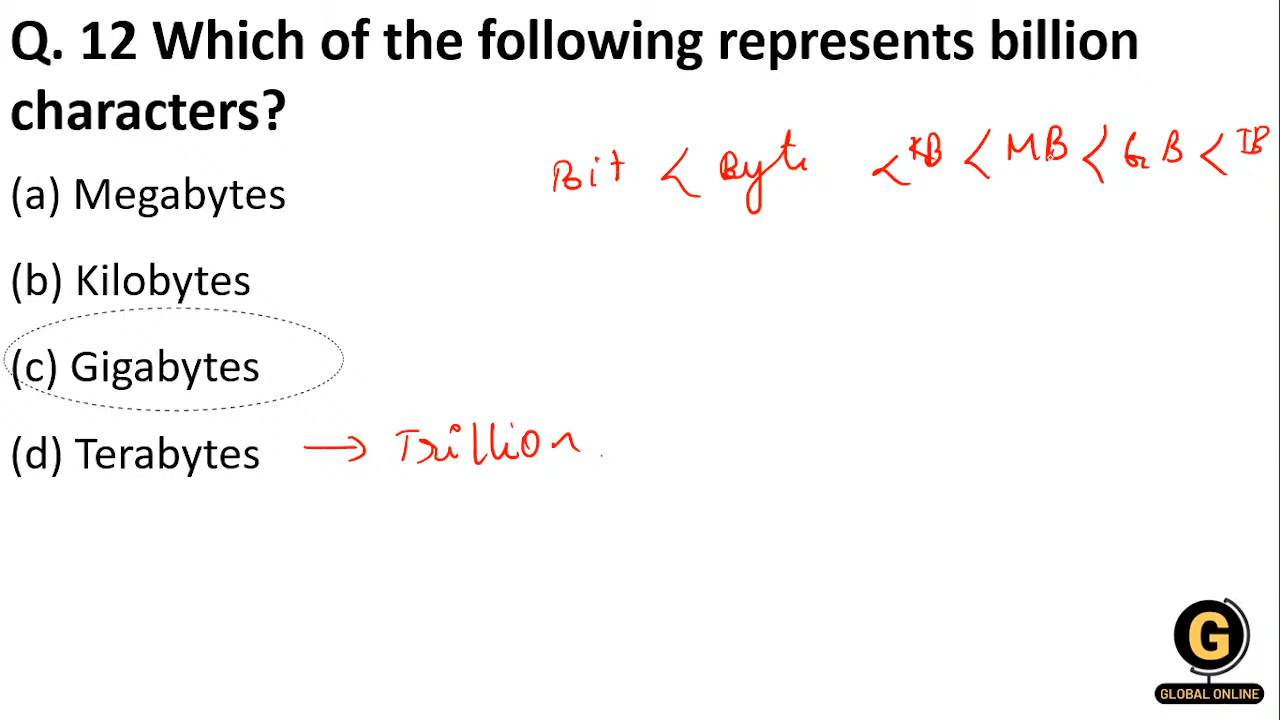 Q. 12 Which of the following represents billion
characters?
Bit < Byte < KB < MB < GB < TB
(a) Megabytes
(b) Kilobytes
(c) Gigabytes
(d) Terabytes → Trillion
G
GLOBAL ONLINE